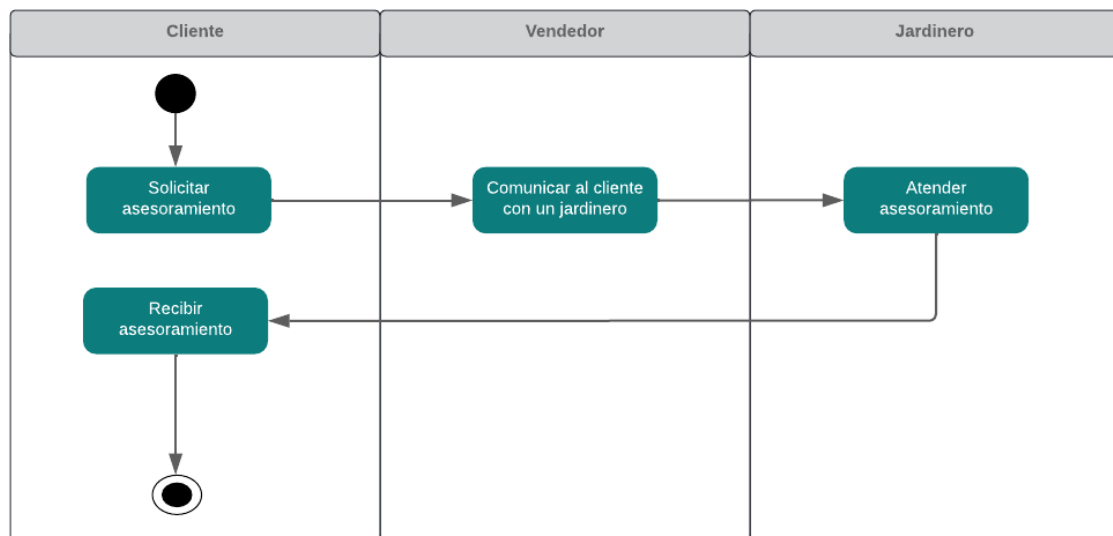 Cliente
Vendedor
Jardinero
Solicitar
asesoramiento
Comunicar al cliente
con un jardinero
Atender
asesoramiento
Recibir
asesoramiento